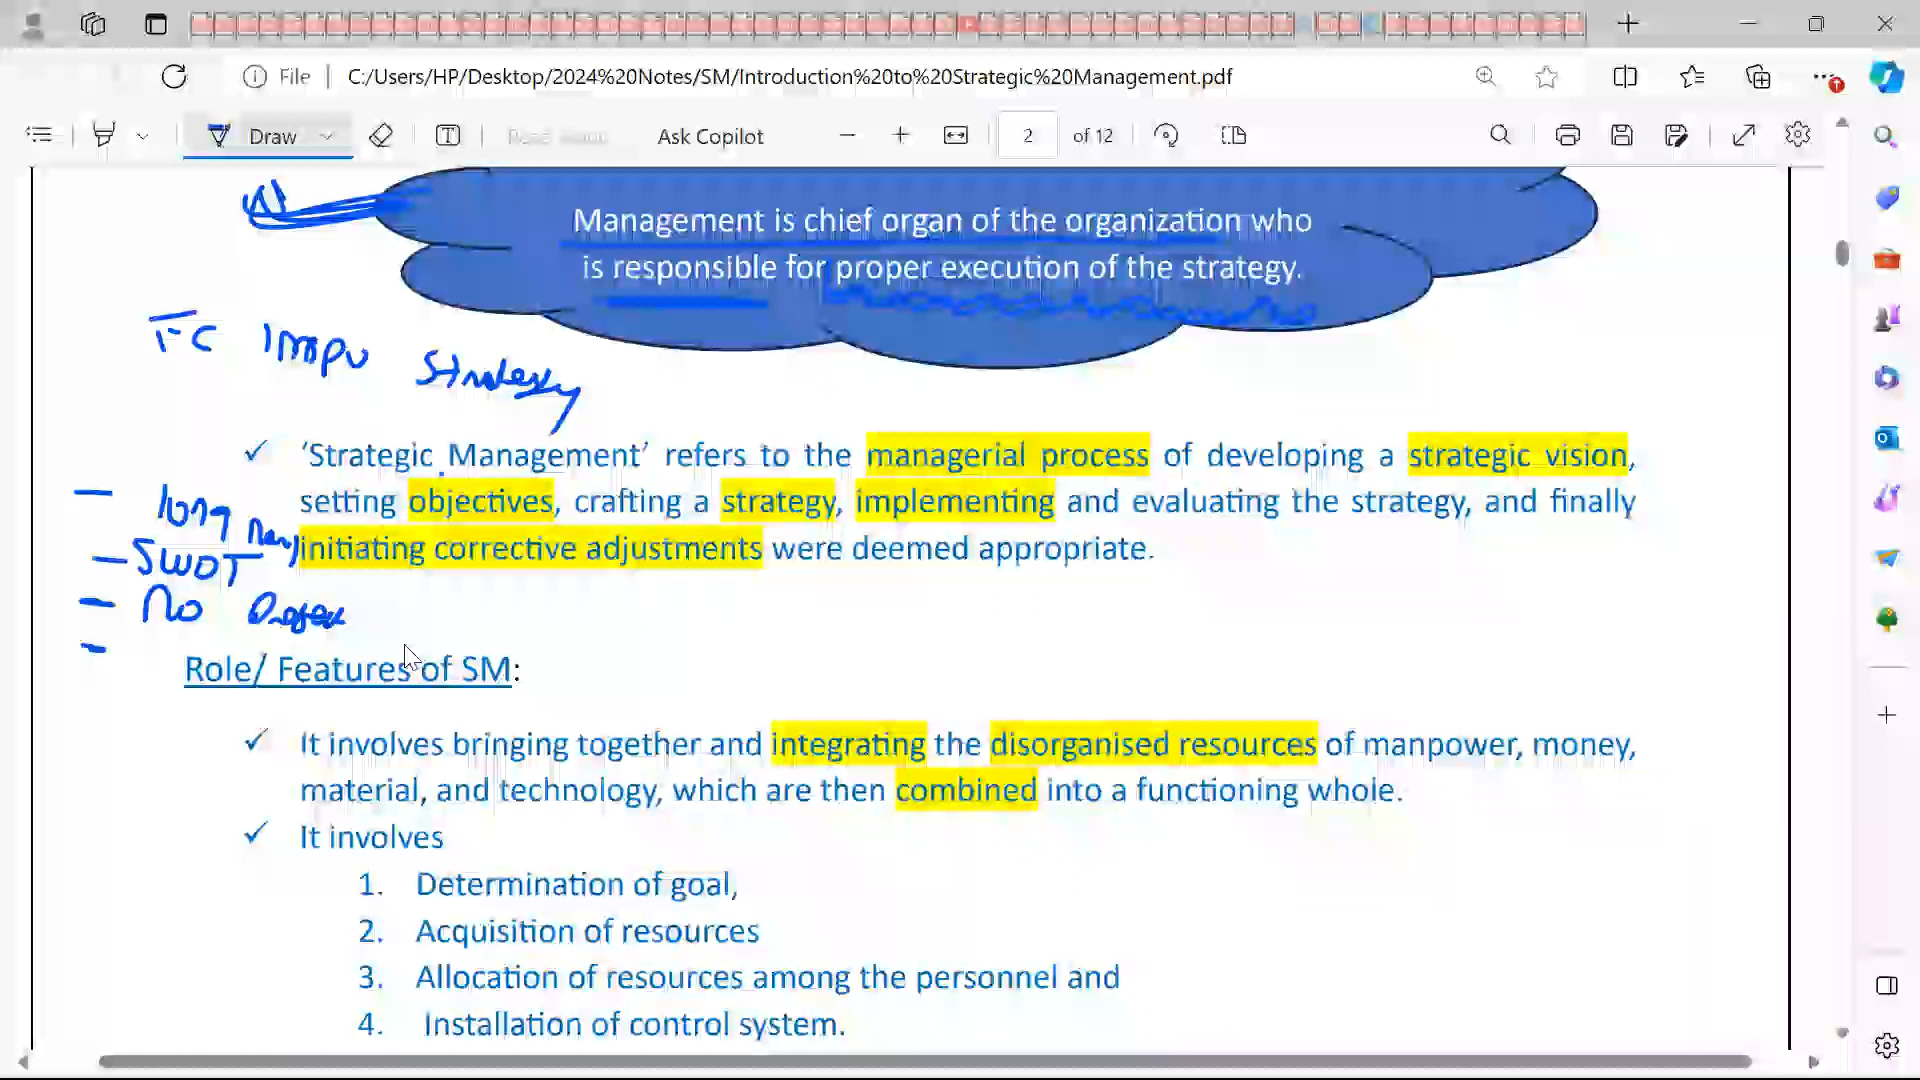 File | C:/Users/HP/Desktop/2024%20Notes/SM/Introduction%20to%20Strategic%20Management.pdf
Draw
Ask Copilot
2 of 12
Management is chief organ of the organization who
is responsible for proper execution of the strategy.
Strategy
‘Strategic Management’ refers to the managerial process of developing a strategic vision,
setting objectives, crafting a strategy, implementing and evaluating the strategy, and finally
initiating corrective adjustments were deemed appropriate.
– long
– SWOT
– No
Role/ Features of SM:
✓ It involves bringing together and integrating the disorganised resources of manpower, money,
material, and technology, which are then combined into a functioning whole.
✓ It involves
1. Determination of goal,
2. Acquisition of resources
3. Allocation of resources among the personnel and
4. Installation of control system.